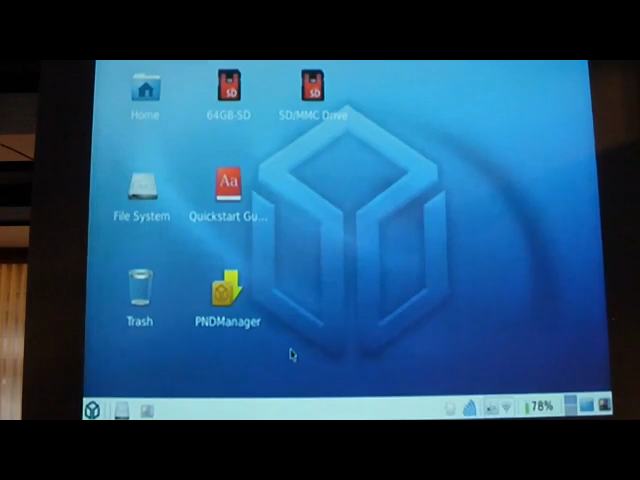 Home
64GB-SD
SD/MMC Drive
File System
Quickstart Gu...
Trash
PNDManager
78%
SD
SD
Aa